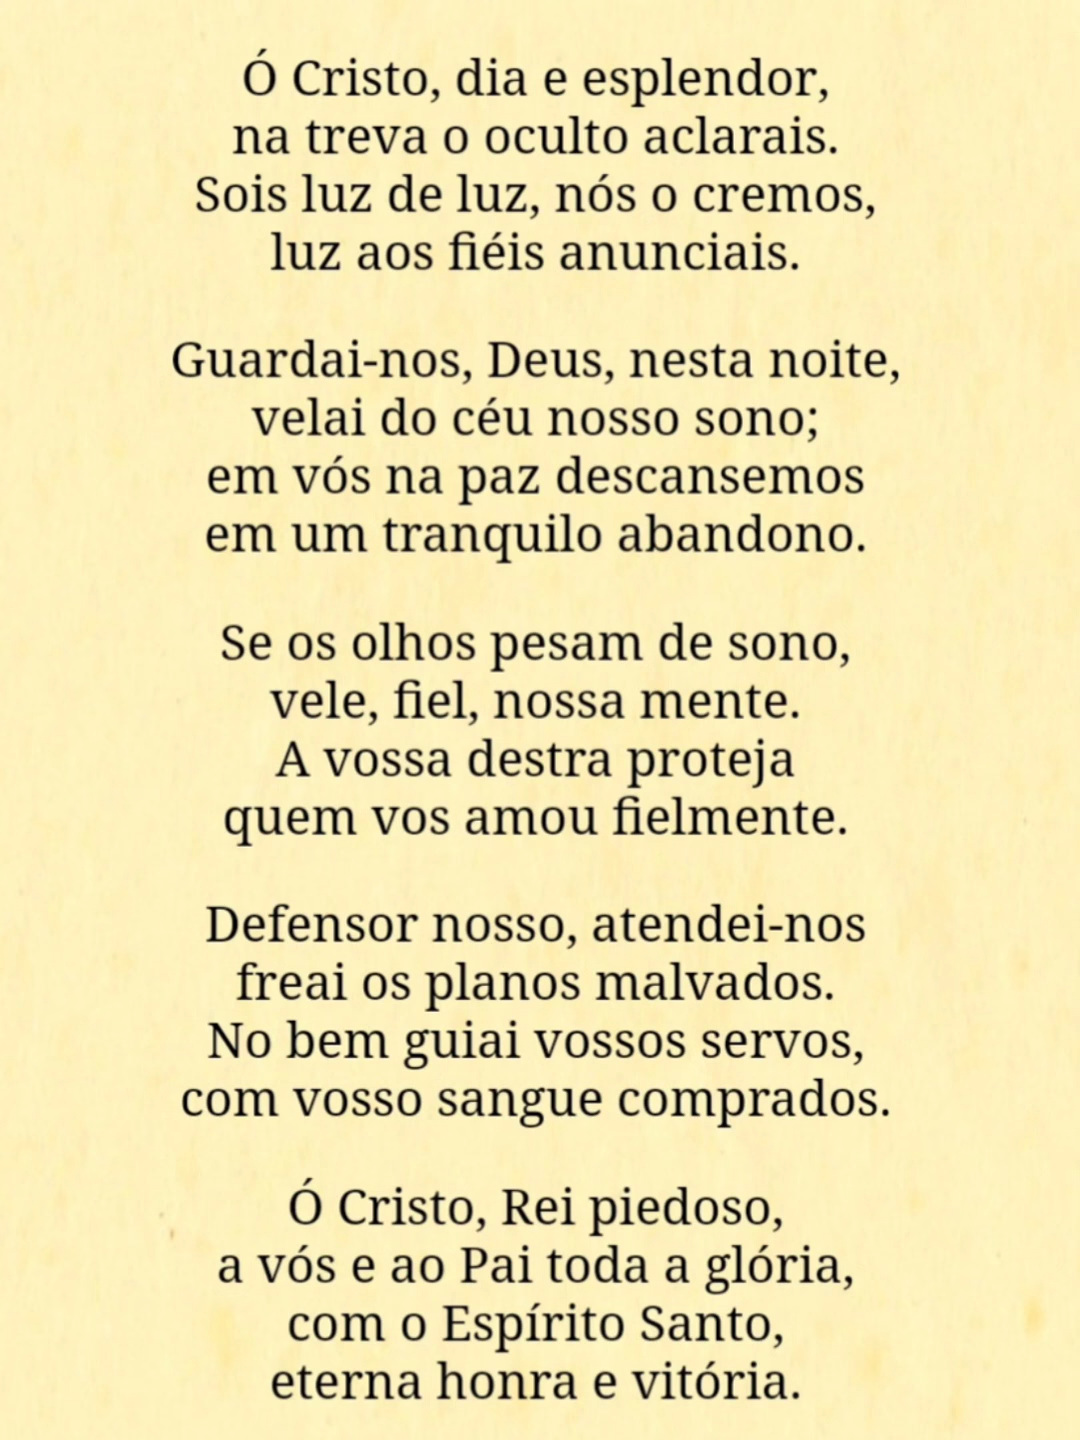 Ó Cristo, dia e esplendor,
na treva o oculto aclarais.
Sois luz de luz, nós o cremos,
luz aos fiéis anunciais.
Guardai-nos, Deus, nesta noite,
velai do céu nosso sono;
em vós na paz descansemos
em um tranquilo abandono.
Se os olhos pesam de sono,
vele, fiel, nossa mente.
A vossa destra proteja
quem vos amou fielmente.
Defensor nosso, atendei-nos
freai os planos malvados.
No bem guiai vossos servos,
com vosso sangue comprados.
Ó Cristo, Rei piedoso,
a vós e ao Pai toda a glória,
com o Espírito Santo,
eterna honra e vitória.